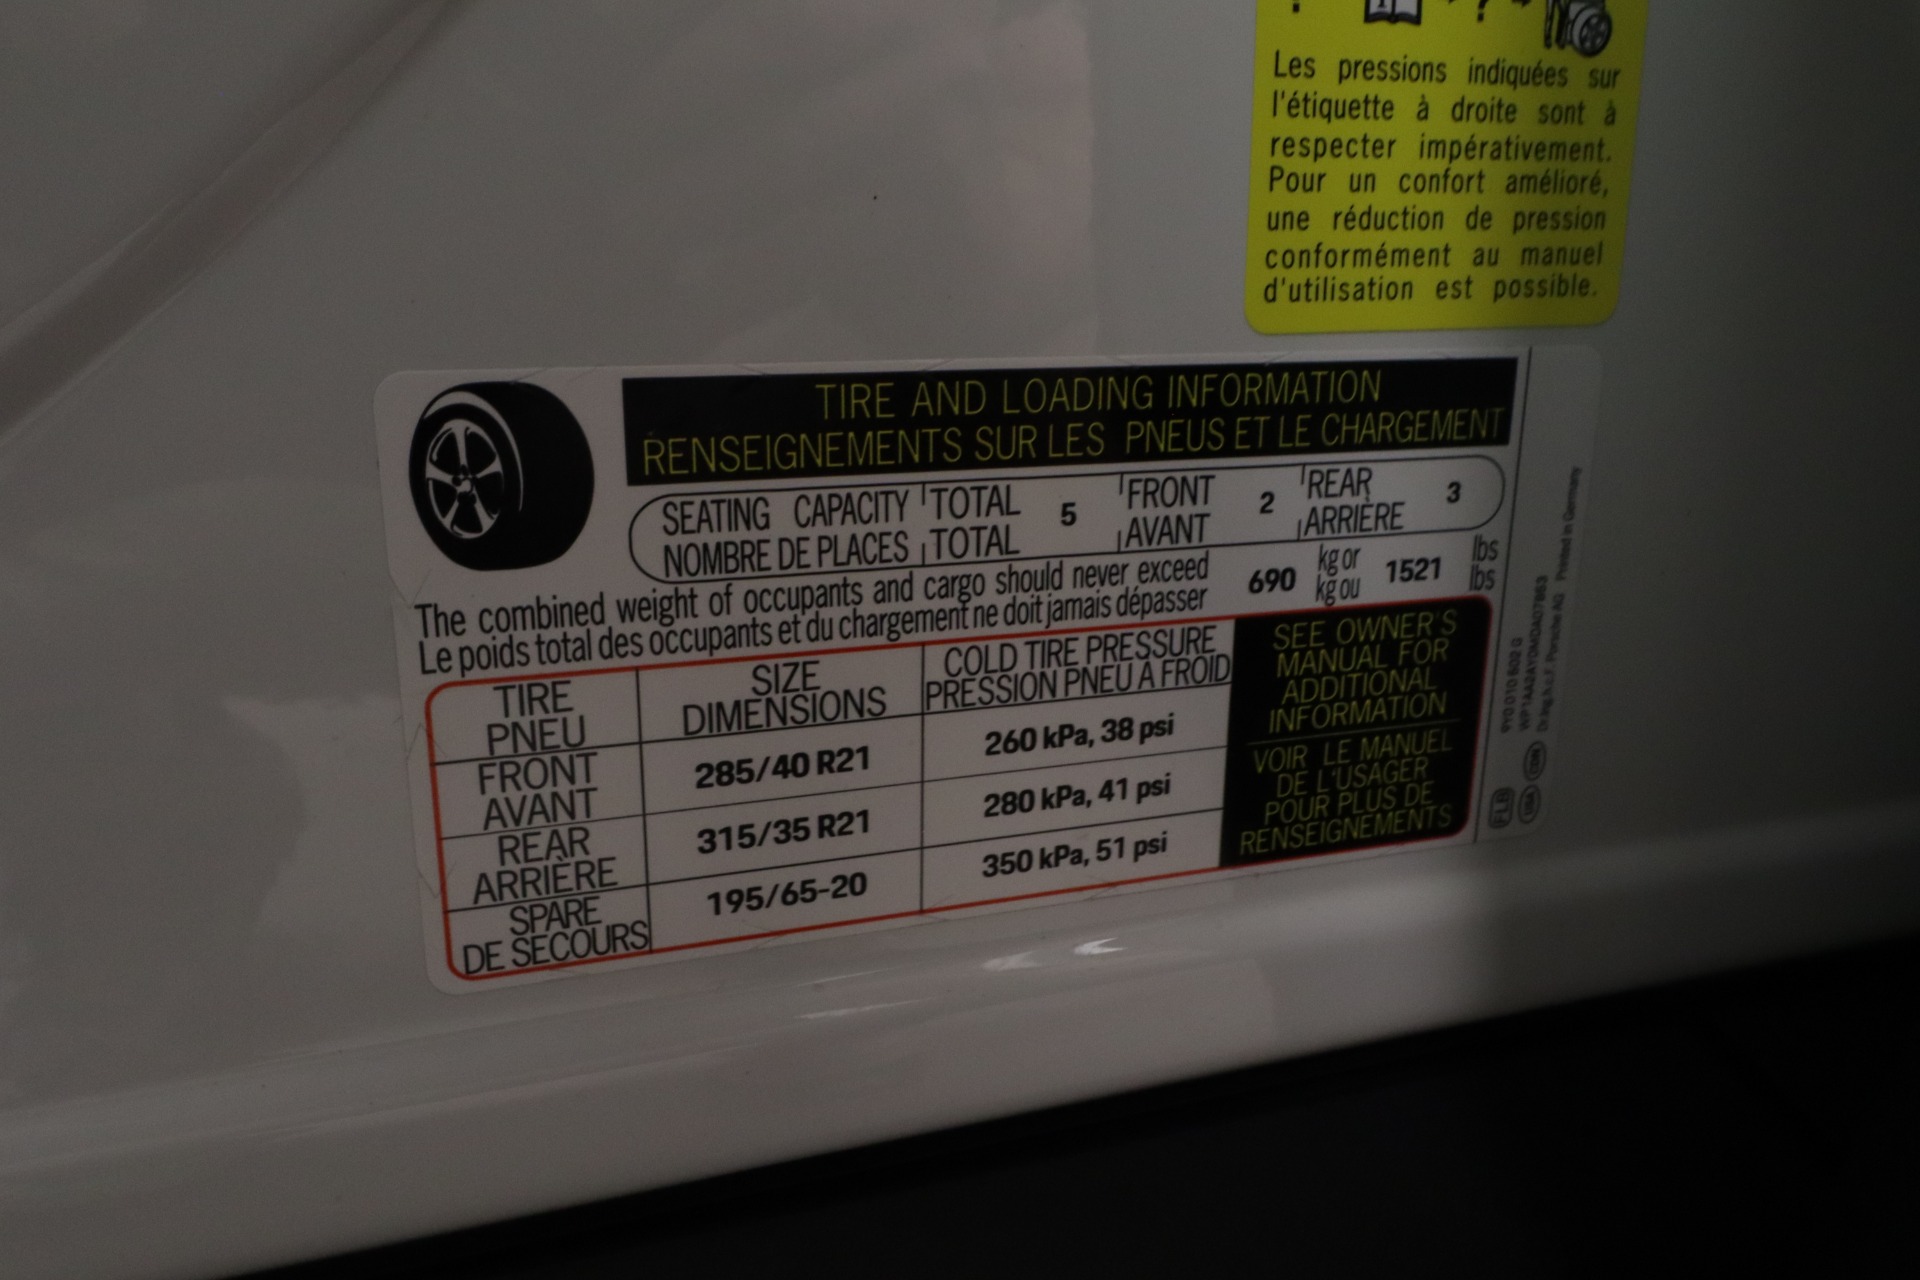 Les pressions indiquées sur
l'étiquette à droite sont à
respecter impérativement.
Pour un confort amélioré,
une réduction de pression
conformément au manuel
d'utilisation est possible.
TIRE AND LOADING INFORMATION
RENSEIGNEMENTS SUR LES PNEUS ET LE CHARGEMENT
SEATING CAPACITY TOTAL 5 FRONT 2 REAR 3
NOMBRE DE PLACES TOTAL AVANT ARRIÈRE
The combined weight of occupants and cargo should never exceed 690 kg or 1521 lbs
Le poids total des occupants et du chargement ne doit jamais dépasser kg ou lbs
TIRE SIZE COLD TIRE PRESSURE
PNEU DIMENSIONS PRESSION PNEU A FROID
FRONT 285/40 R21 260 kPa, 38 psi
AVANT
REAR 315/35 R21 280 kPa, 41 psi
ARRIÈRE
SPARE 195/65-20 350 kPa, 51 psi
DE SECOURS
SEE OWNER'S
MANUAL FOR
ADDITIONAL
INFORMATION
VOIR LE MANUEL
DE L'USAGER
POUR PLUS DE
RENSEIGNEMENTS
FLB
USA
CDN
Dr.Ing.h.c.F. Porsche AG Printed in Germany